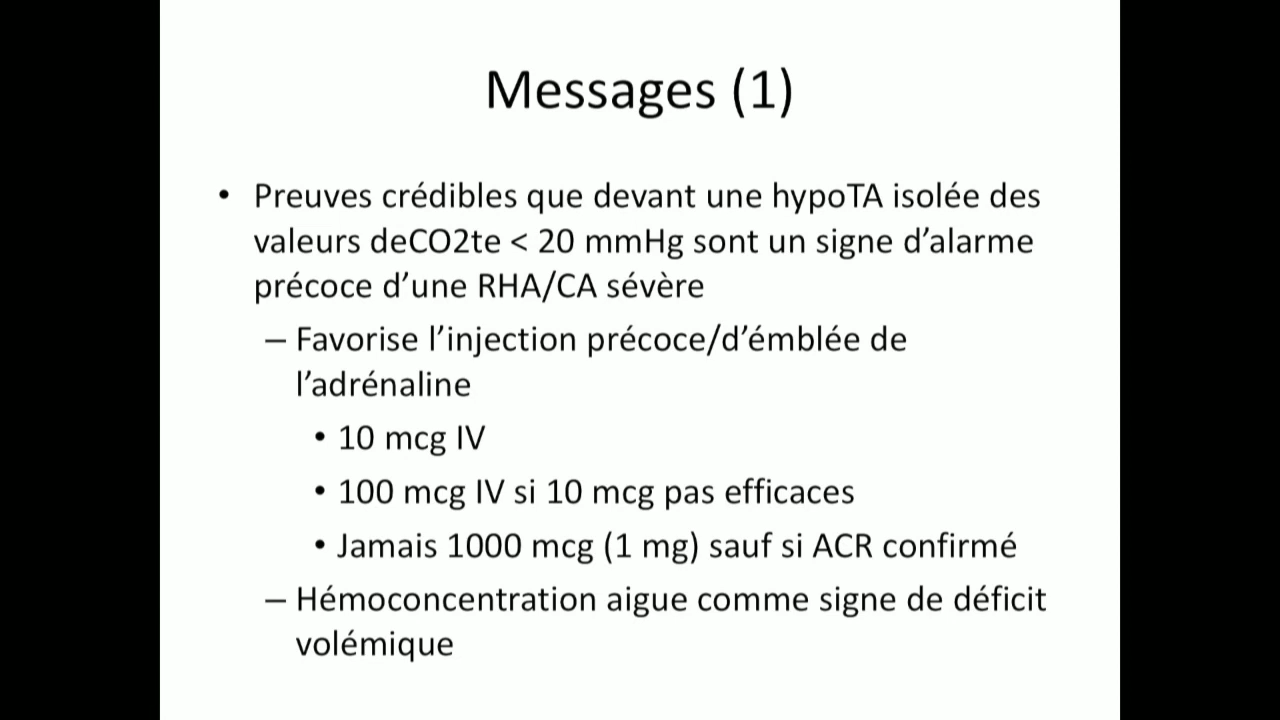 Messages (1)
• Preuves crédibles que devant une hypoTA isolée des
valeurs deCO2te < 20 mmHg sont un signe d’alarme
précoce d’une RHA/CA sévère
– Favorise l’injection précoce/d’émblée de
l’adrénaline
• 10 mcg IV
• 100 mcg IV si 10 mcg pas efficaces
• Jamais 1000 mcg (1 mg) sauf si ACR confirmé
– Hémoconcentration aigue comme signe de déficit
volémique